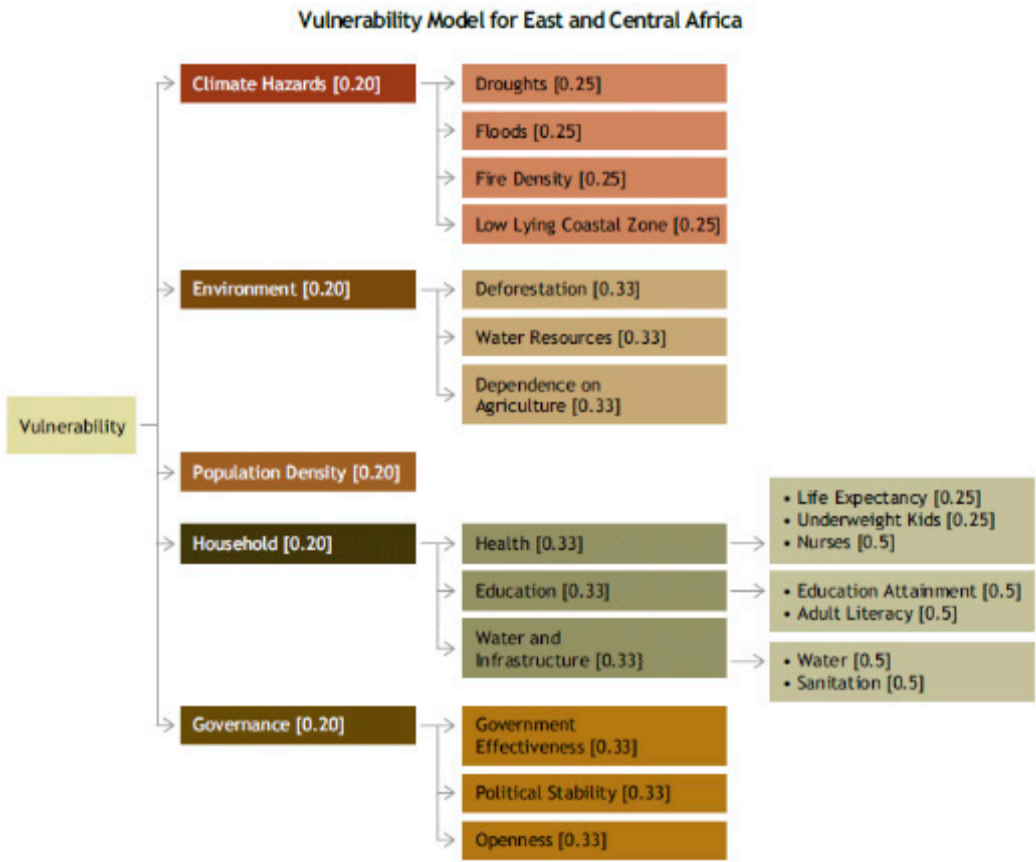 Vulnerability Model for East and Central Africa
Vulnerability
Climate Hazards [0.20]
Droughts [0.25]
Floods [0.25]
Fire Density [0.25]
Low Lying Coastal Zone [0.25]
Environment [0.20]
Deforestation [0.33]
Water Resources [0.33]
Dependence on
Agriculture [0.33]
Population Density [0.20]
Household [0.20]
Health [0.33]
• Life Expectancy [0.25]
• Underweight Kids [0.25]
• Nurses [0.5]
Education [0.33]
• Education Attainment [0.5]
• Adult Literacy [0.5]
Water and
Infrastructure [0.33}
• Water [0.5]
• Sanitation [0.5]
Governance [0.20]
Government
Effectiveness [0.33]
Political Stability [0.33]
Openness [0.33]